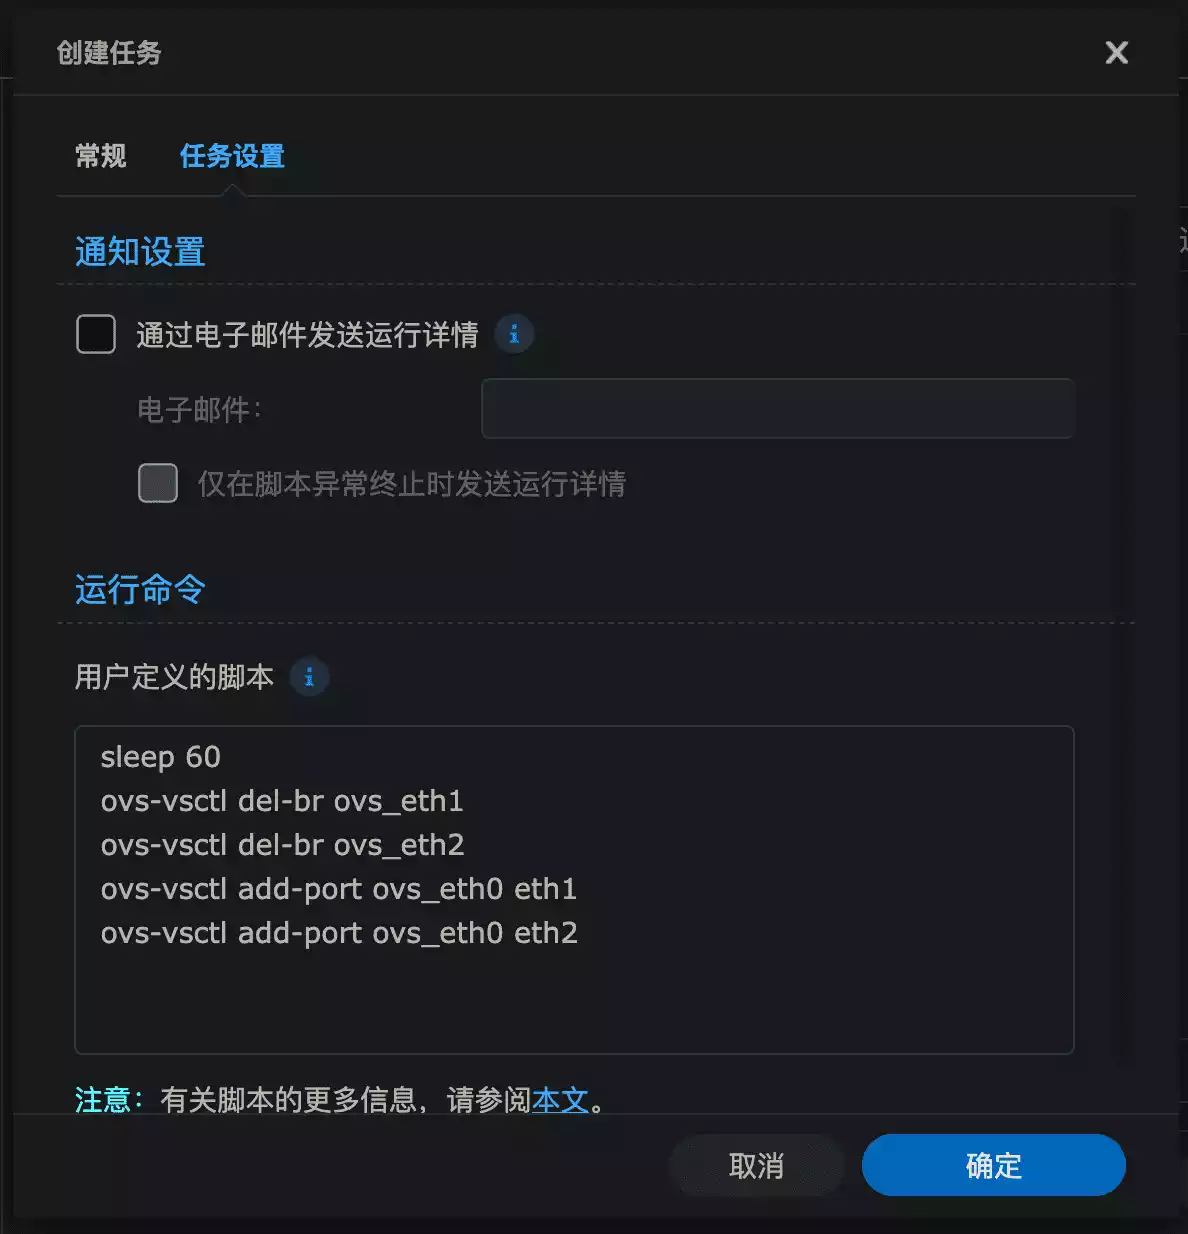 创建任务
常规 任务设置
通知设置
通过电子邮件发送运行详情
电子邮件：
仅在脚本异常终止时发送运行详情
运行命令
用户定义的脚本
sleep 60
ovs-vsctl del-br ovs_eth1
ovs-vsctl del-br ovs_eth2
ovs-vsctl add-port ovs_eth0 eth1
ovs-vsctl add-port ovs_eth0 eth2
注意：有关脚本的更多信息，请参阅本文。
取消 确定